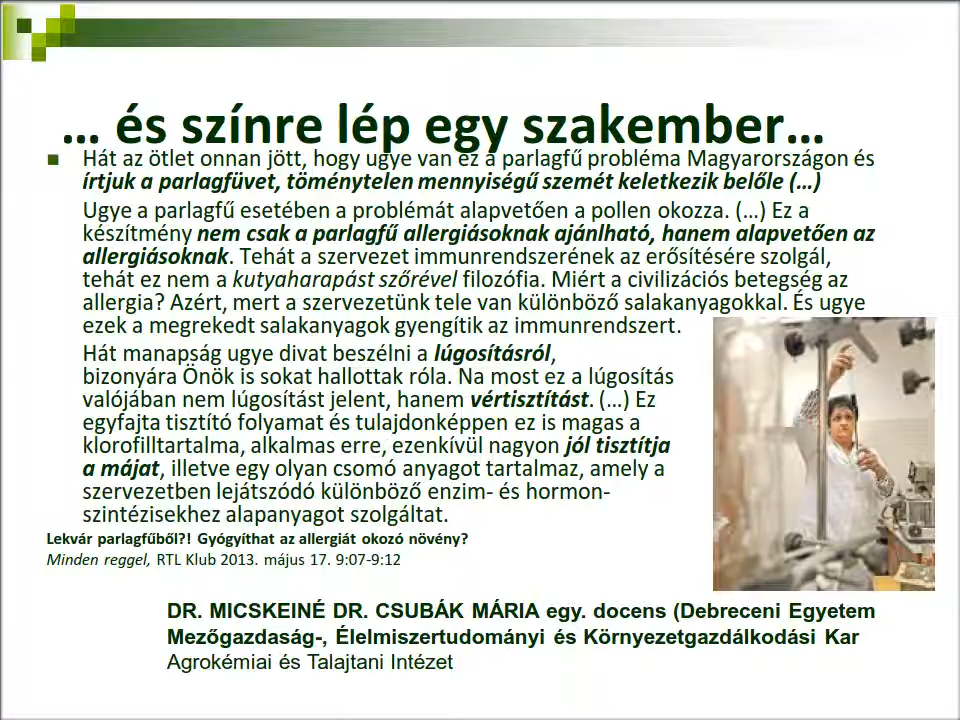 … és színre lép egy szakember…
Hát az ötlet onnan jött, hogy ugye van ez a parlagfű probléma Magyarországon és
írtjuk a parlagfüvet, töménytelen mennyiségű szemét keletkezik belőle (…)
Ugye a parlagfű esetében a problémát alapvetően a pollen okozza. (…) Ez a
készítmény nem csak a parlagfű allergiásoknak ajánlható, hanem alapvetően az
allergiásoknak. Tehát a szervezet immunrendszerének az erősítésére szolgál,
tehát ez nem a kutyaharapást szőrével filozófia. Miért a civilizációs betegség az
allergia? Azért, mert a szervezetünk tele van különböző salakanyagokkal. És ugye
ezek a megrekedt salakanyagok gyengítik az immunrendszert.
Hát manapság ugye divat beszélni a lúgosításról,
bizonyára Önök is sokat hallottak róla. Na most ez a lúgosítás
valójában nem lúgosítást jelent, hanem vértisztítást. (…) Ez
egyfajta tisztító folyamat és tulajdonképpen ez is magas a
klorofilltartalma, alkalmas erre, ezenkívül nagyon jól tisztítja
a májat, illetve egy olyan csomó anyagot tartalmaz, amely a
szervezetben lejátszódó különböző enzim- és hormon-
szintézisekhez alapanyagot szolgáltat.
Lekvár parlagfűből?! Gyógyíthat az allergiát okozó növény?
Minden reggel, RTL Klub 2013. május 17. 9:07-9:12
DR. MICSKEINÉ DR. CSUBÁK MÁRIA egy. docens (Debreceni Egyetem
Mezőgazdaság-, Élelmiszertudományi és Környezetgazdálkodási Kar
Agrokémiai és Talajtani Intézet